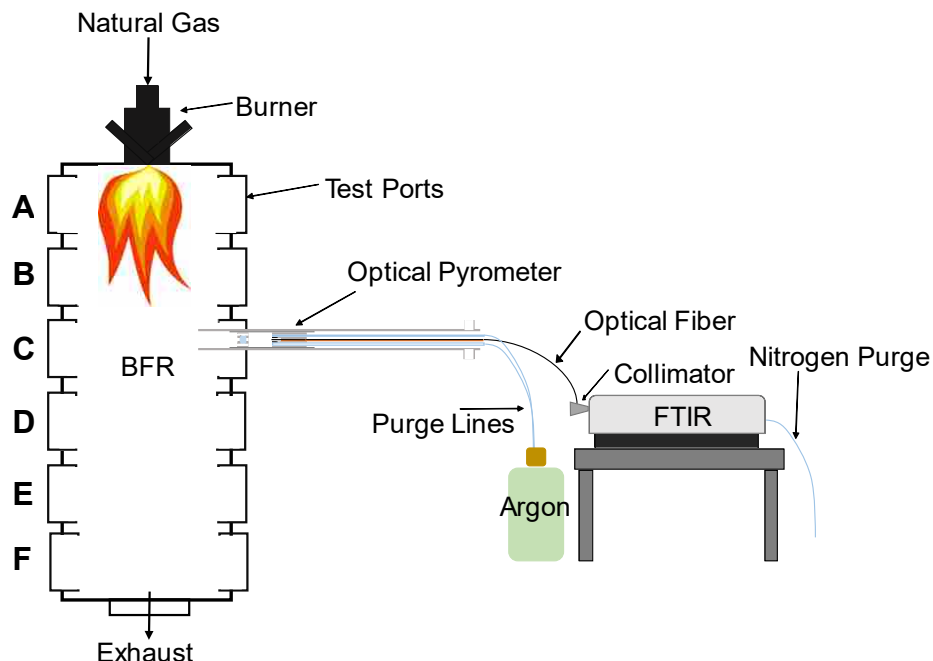 Natural Gas
Burner
Test Ports
A
B
Optical Pyrometer
Optical Fiber
C
BFR
Collimator
Nitrogen Purge
D
Purge Lines
FTIR
E
Argon
F
Exhaust